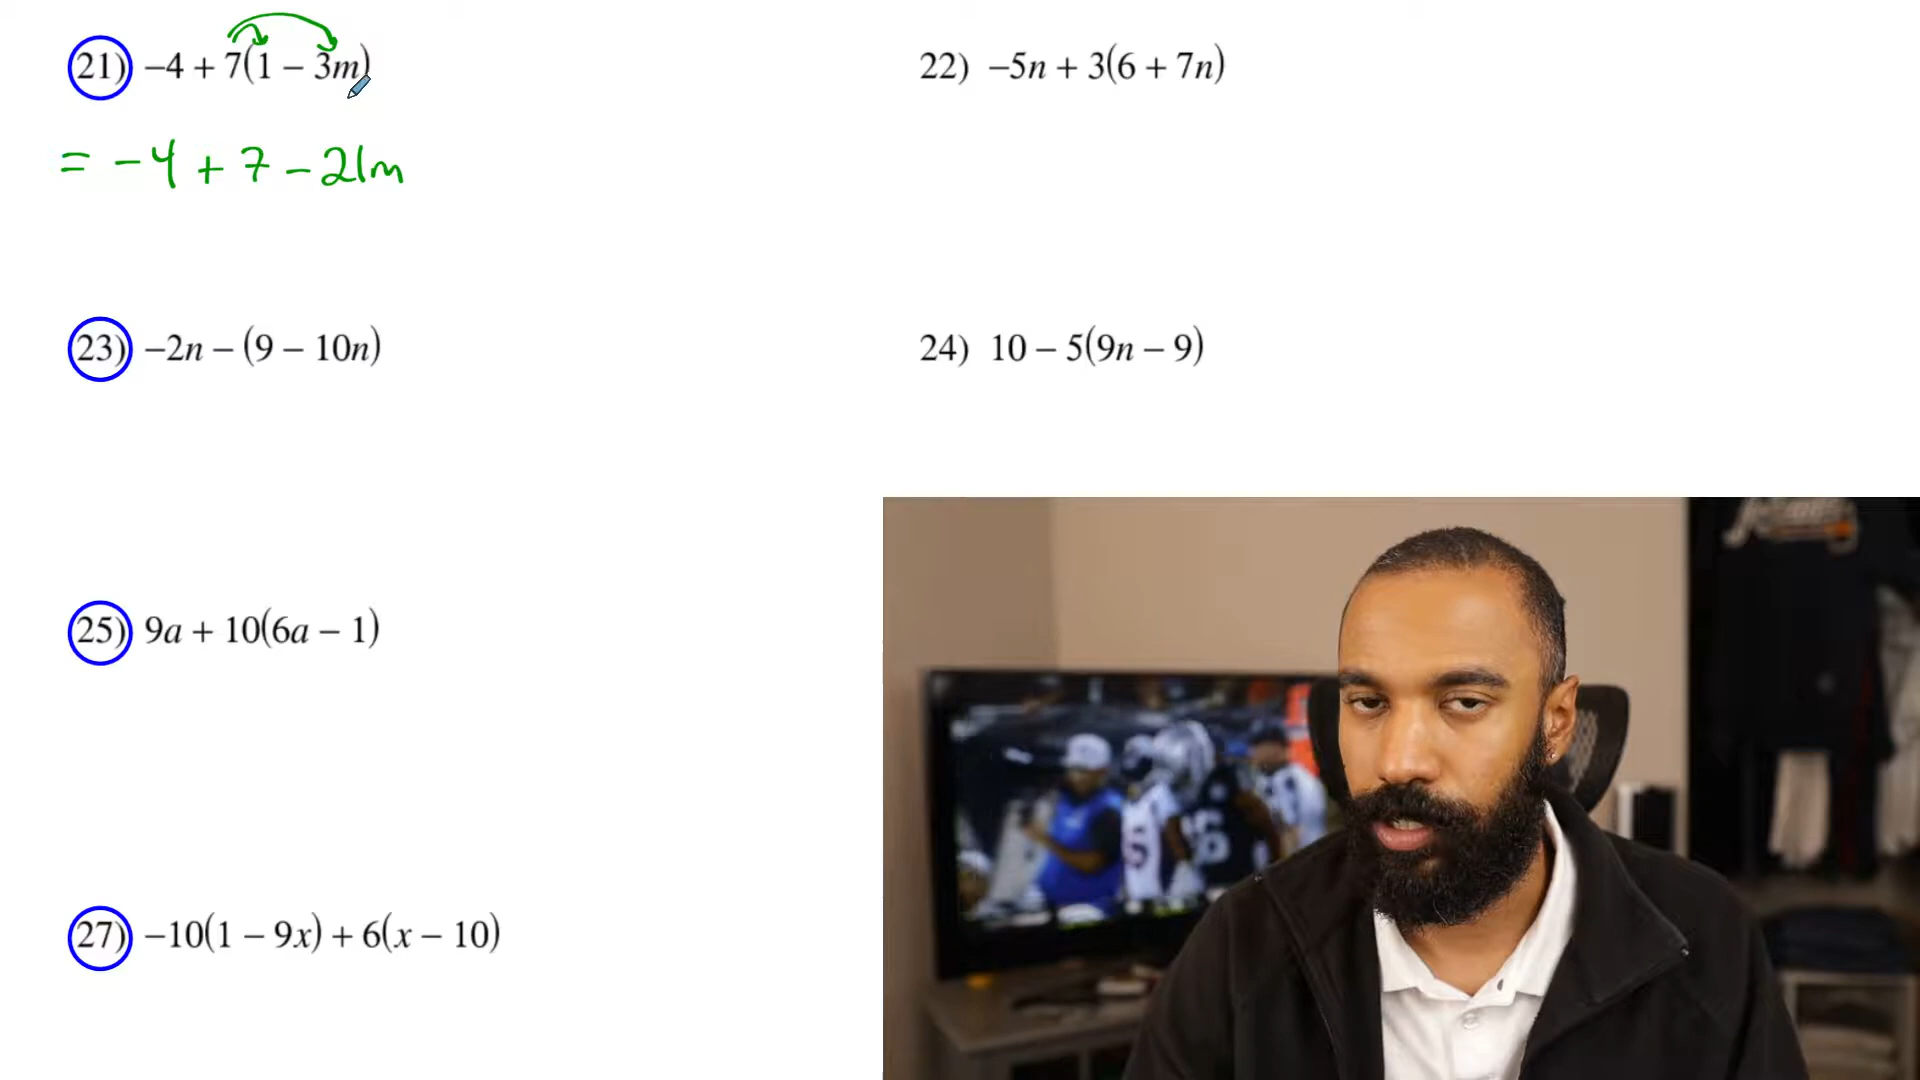 21) −4 + 7(1 − 3m)
= −4 + 7 − 21m
22) −5n + 3(6 + 7n)
23) −2n − (9 − 10n)
24) 10 − 5(9n − 9)
25) 9a + 10(6a − 1)
27) −10(1 − 9x) + 6(x − 10)